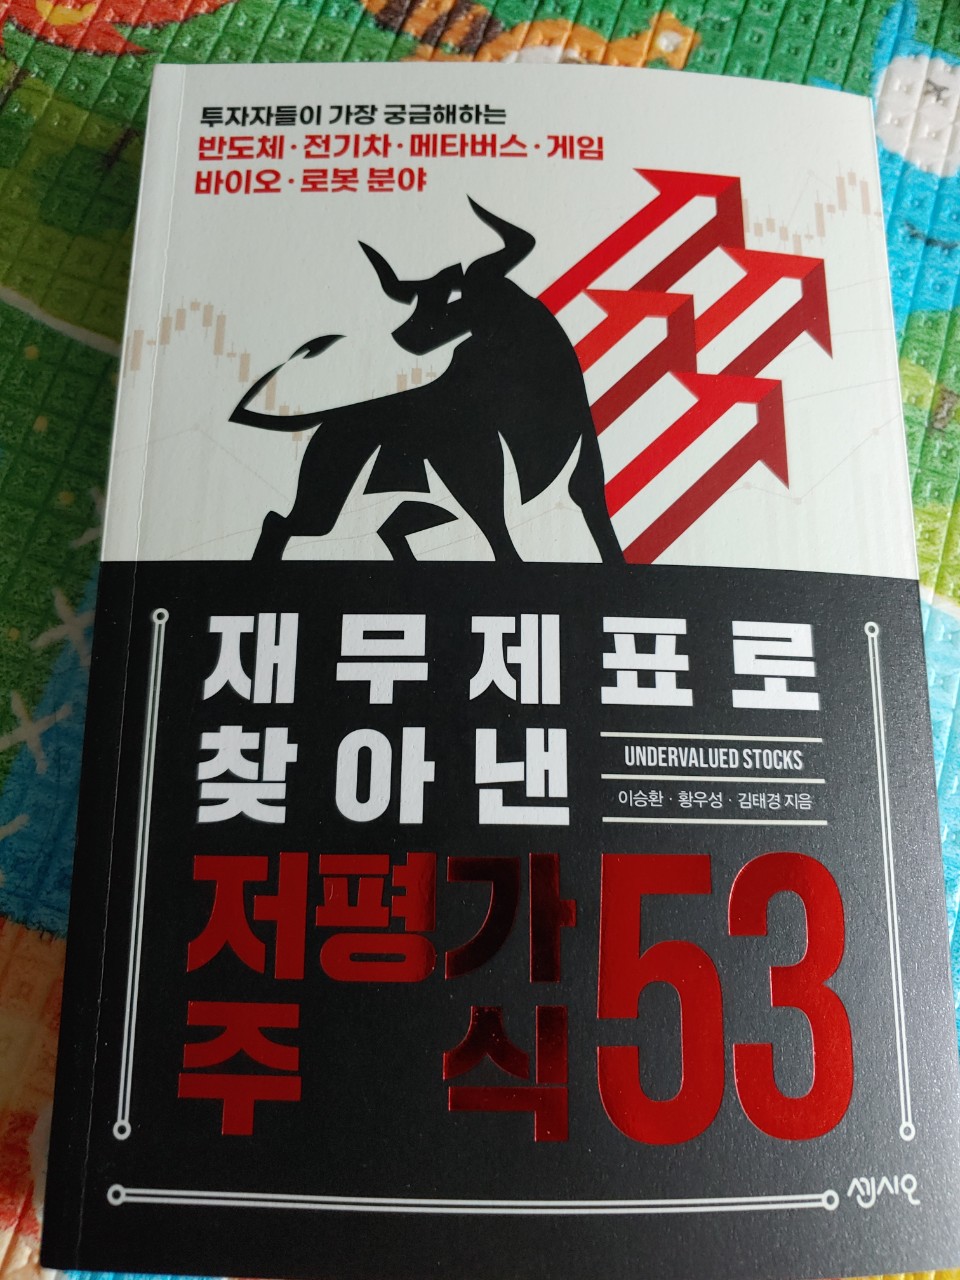 투자자들이 가장 궁금해하는
반도체·전기차·메타버스·게임
바이오·로봇 분야
재무제표로
찾아낸
UNDERVALUED STOCKS
이승환·황우성·김태경 지음
저평가
주식
53
센시오